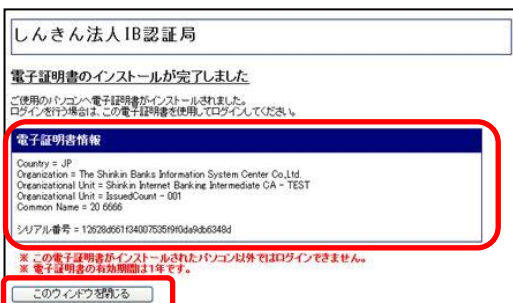 しんきん法人IB認証局
電子証明書のインストールが完了しました
ご使用のパソコンへ電子証明書がインストールされました。
ログインを行う場合は、この電子証明書を使用してログインしてください。
電子証明書情報
Country = JP
Organization = The Shinkin Banks Information System Center Co.,Ltd.
Organizational Unit = Shinkin Internet Banking Intermediate CA - TEST
Organizational Unit = IssuedCount - 001
Common Name = 20 6666
シリアル番号 = 12628d661f34007535f9f0da9db6348d
※ この電子証明書がインストールされたパソコン以外ではログインできません。
※ 電子証明書の有効期間は1年です。
このウィンドウを閉じる